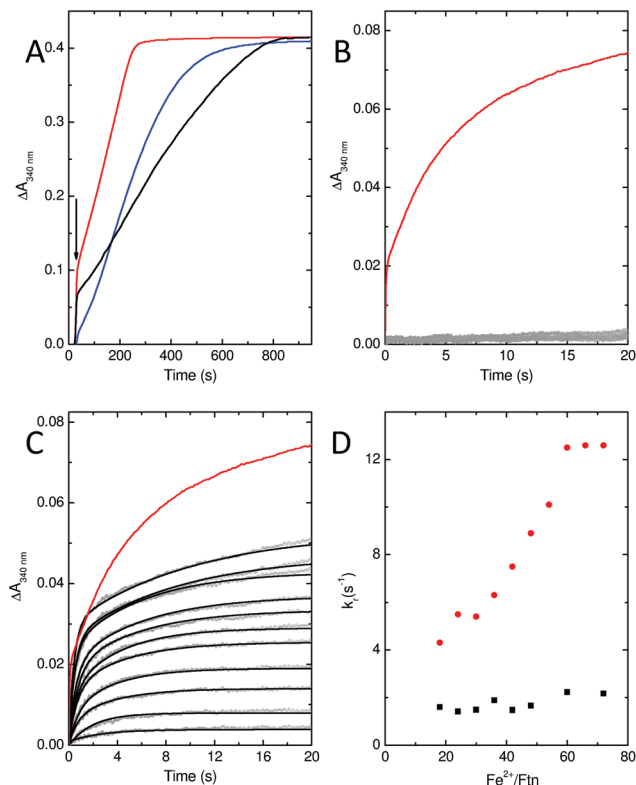 A
ΔA340 nm
0.4
0.3
0.2
0.1
0.0
0 200 400 600 800
Time (s)
B
ΔA340 nm
0.08
0.06
0.04
0.02
0.00
0 5 10 15 20
Time (s)
C
ΔA340 nm
0.08
0.06
0.04
0.02
0.00
0 4 8 12 16 20
Time (s)
D
kr(s-1)
12
8
4
0
0 20 40 60 80
Fe2+/Ftn